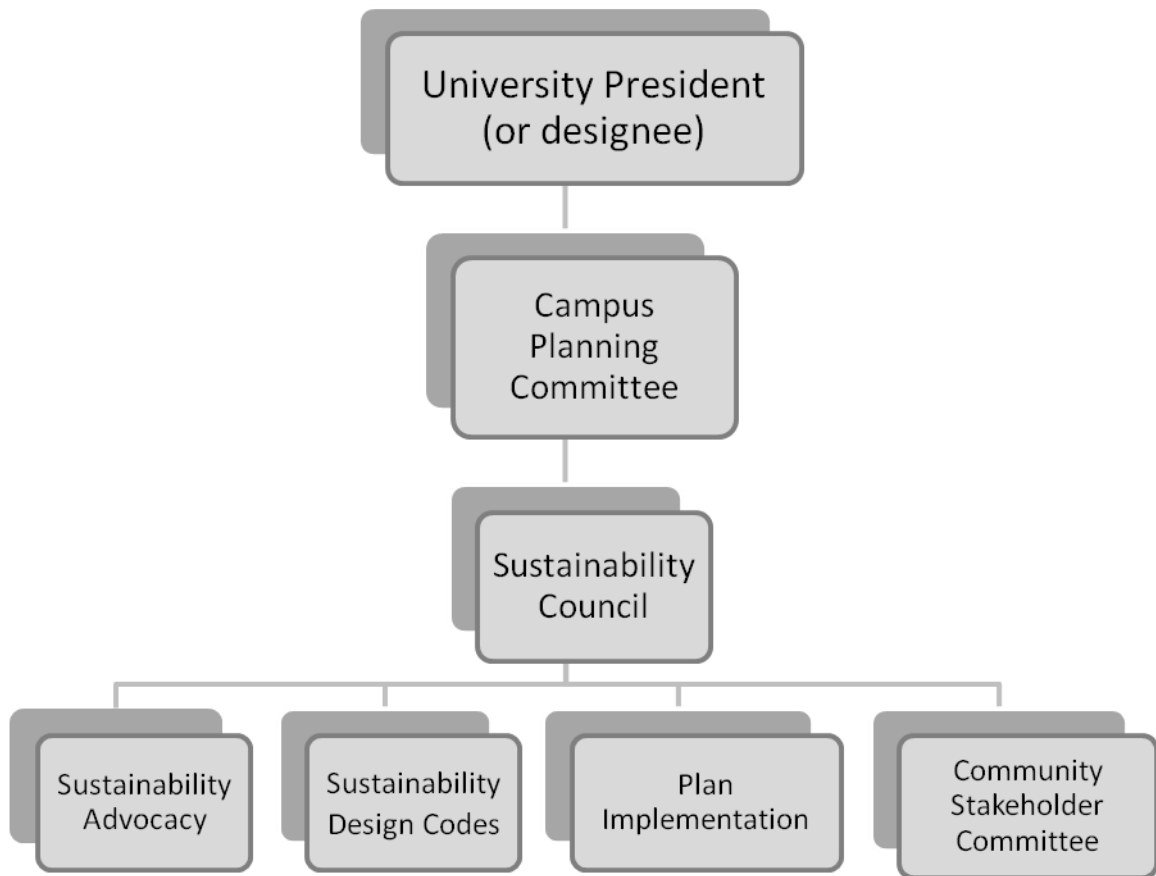 University President
(or designee)
Campus
Planning
Committee
Sustainability
Council
Sustainability
Advocacy
Sustainability
Design Codes
Plan
Implementation
Community
Stakeholder
Committee